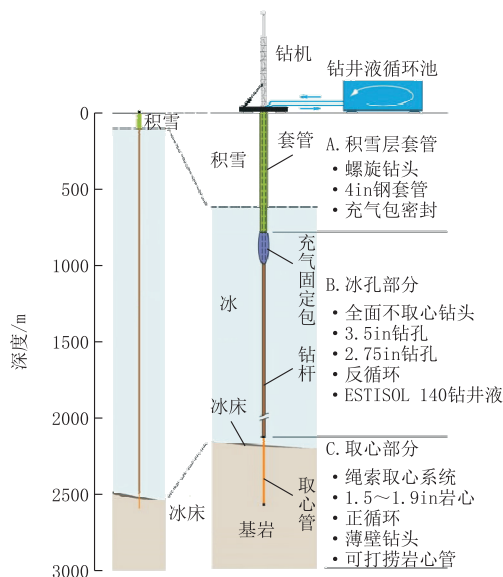 钻机
钻井液循环池
0
500
1000
1500
2000
2500
3000
深度/m
积雪
积雪
套管
充气固定包
冰
钻杆
冰床
冰床
取心管
基岩
A.积雪层套管
·螺旋钻头
·4in钢套管
·充气包密封
B.冰孔部分
·全面不取心钻头
·3.5in钻孔
·2.75in钻孔
·反循环
·ESTISOL 140钻井液
C.取心部分
·绳索取心系统
·1.5～1.9in岩心
·正循环
·薄壁钻头
·可打捞岩心管